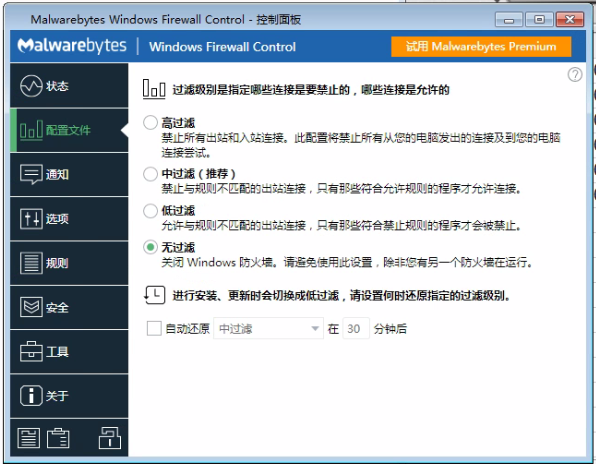 Malwarebytes Windows Firewall Control - 控制面板
Malwarebytes | Windows Firewall Control
试用 Malwarebytes Premium
状态
配置文件
通知
选项
规则
安全
工具
关于
过滤级别是指定哪些连接是要禁止的，哪些连接是允许的
高过滤
禁止所有出站和入站连接。此配置将禁止所有从您的电脑发出的连接及到您的电脑
连接尝试。
中过滤（推荐）
禁止与规则不匹配的出站连接，只有那些符合允许规则的程序才允许连接。
低过滤
允许与规则不匹配的出站连接，只有那些符合禁止规则的程序才会被禁止。
无过滤
关闭 Windows 防火墙。请避免使用此设置，除非您有另一个防火墙在运行。
进行安装、更新时会切换成低过滤，请设置何时还原指定的过滤级别。
自动还原 中过滤 在 30 分钟后